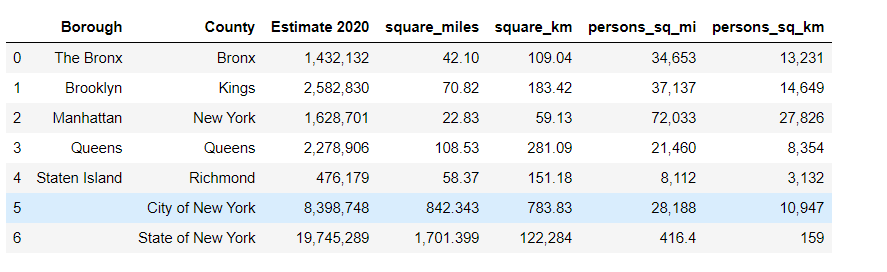 Borough County Estimate 2020 square_miles square_km persons_sq_mi persons_sq_km
0 The Bronx Bronx 1,432,132 42.10 109.04 34,653 13,231
1 Brooklyn Kings 2,582,830 70.82 183.42 37,137 14,649
2 Manhattan New York 1,628,701 22.83 59.13 72,033 27,826
3 Queens Queens 2,278,906 108.53 281.09 21,460 8,354
4 Staten Island Richmond 476,179 58.37 151.18 8,112 3,132
5 City of New York 8,398,748 842.343 783.83 28,188 10,947
6 State of New York 19,745,289 1,701.399 122,284 416.4 159